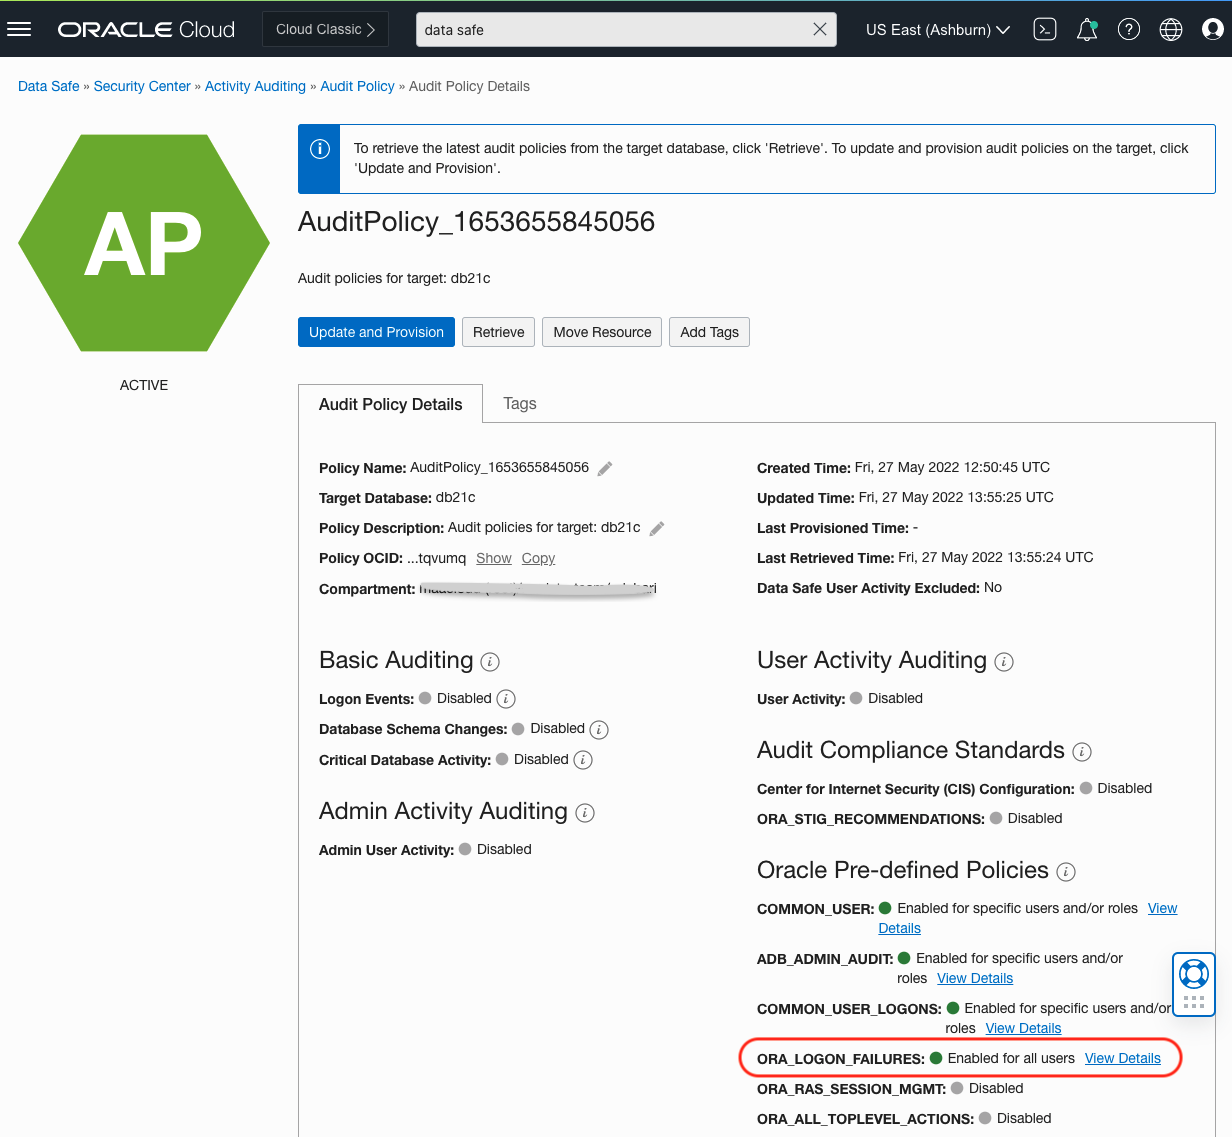 ORACLE Cloud
Cloud Classic
data safe
US East (Ashburn)
Data Safe » Security Center » Activity Auditing » Audit Policy » Audit Policy Details
AP
ACTIVE
To retrieve the latest audit policies from the target database, click 'Retrieve'. To update and provision audit policies on the target, click
'Update and Provision'.
AuditPolicy_1653655845056
Audit policies for target: db21c
Update and Provision
Retrieve
Move Resource
Add Tags
Audit Policy Details
Tags
Policy Name: AuditPolicy_1653655845056
Target Database: db21c
Policy Description: Audit policies for target: db21c
Policy OCID: ...tqvumq Show Copy
Compartment:
Created Time: Fri, 27 May 2022 12:50:45 UTC
Updated Time: Fri, 27 May 2022 13:55:25 UTC
Last Provisioned Time: -
Last Retrieved Time: Fri, 27 May 2022 13:55:24 UTC
Data Safe User Activity Excluded: No
Basic Auditing
Logon Events: Disabled
Database Schema Changes: Disabled
Critical Database Activity: Disabled
Admin Activity Auditing
Admin User Activity: Disabled
User Activity Auditing
User Activity: Disabled
Audit Compliance Standards
Center for Internet Security (CIS) Configuration: Disabled
ORA_STIG_RECOMMENDATIONS: Disabled
Oracle Pre-defined Policies
COMMON_USER: Enabled for specific users and/or roles View
Details
ADB_ADMIN_AUDIT: Enabled for specific users and/or
roles View Details
COMMON_USER_LOGONS: Enabled for specific users and/or
roles View Details
ORA_LOGON_FAILURES: Enabled for all users View Details
ORA_RAS_SESSION_MGMT: Disabled
ORA_ALL_TOPLEVEL_ACTIONS: Disabled